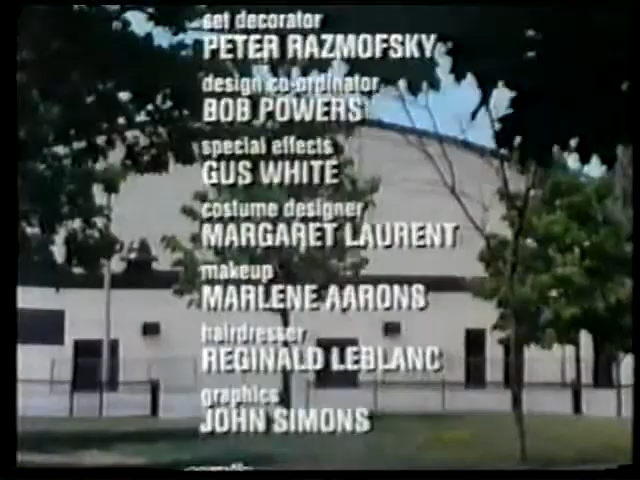 set decorator
PETER RAZMOFSKY
design co-ordinator
BOB POWERS
special effects
GUS WHITE
costume designer
MARGARET LAURENT
makeup
MARLENE AARONS
hairdresser
REGINALD LEBLANC
graphics
JOHN SIMONS